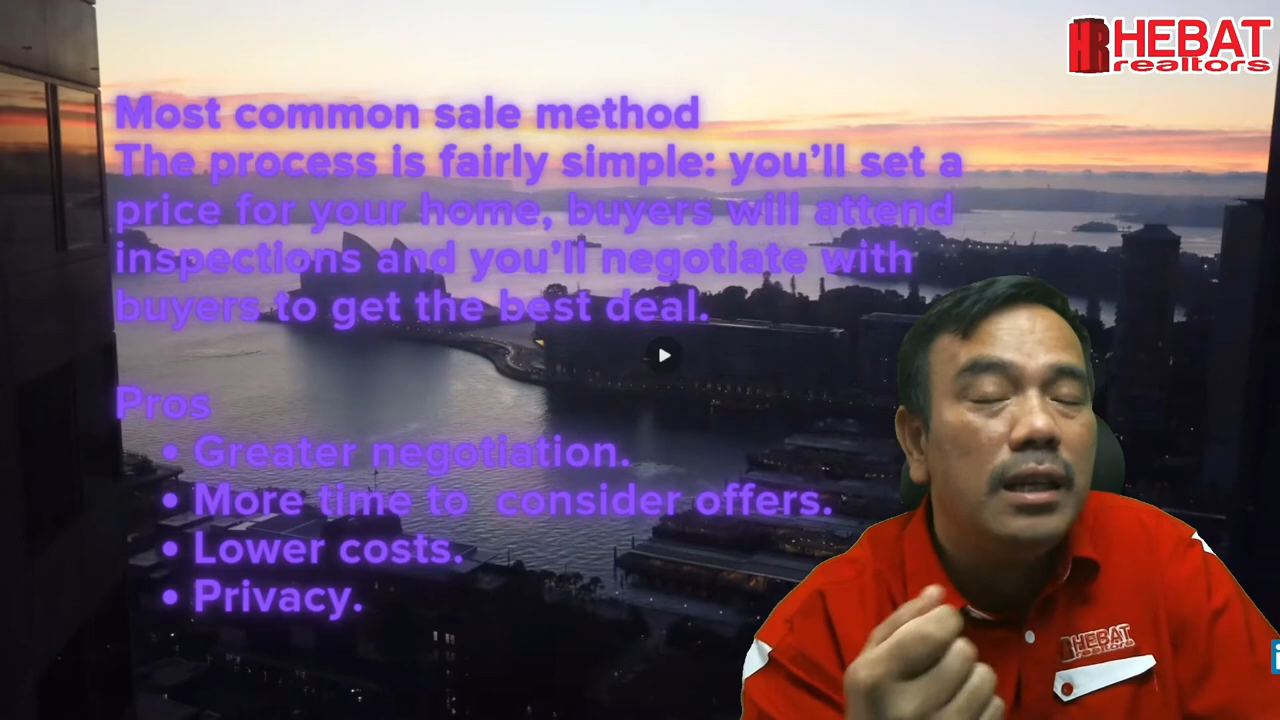 HEBAT
realtors
Most common sale method
The process is fairly simple: you’ll set a
price for your home, buyers will attend
inspections and you’ll negotiate with
buyers to get the best deal.
Pros
• Greater negotiation.
• More time to consider offers.
• Lower costs.
• Privacy.
HEBAT
realtors